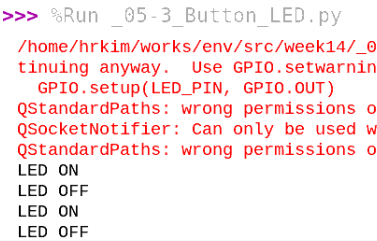 >>> %Run _05-3_Button_LED.py
/home/hrkim/works/env/src/week14/_0
tinuing anyway.  Use GPIO.setwarnin
  GPIO.setup(LED_PIN, GPIO.OUT)
QStandardPaths: wrong permissions o
QSocketNotifier: Can only be used w
QStandardPaths: wrong permissions o
LED ON
LED OFF
LED ON
LED OFF